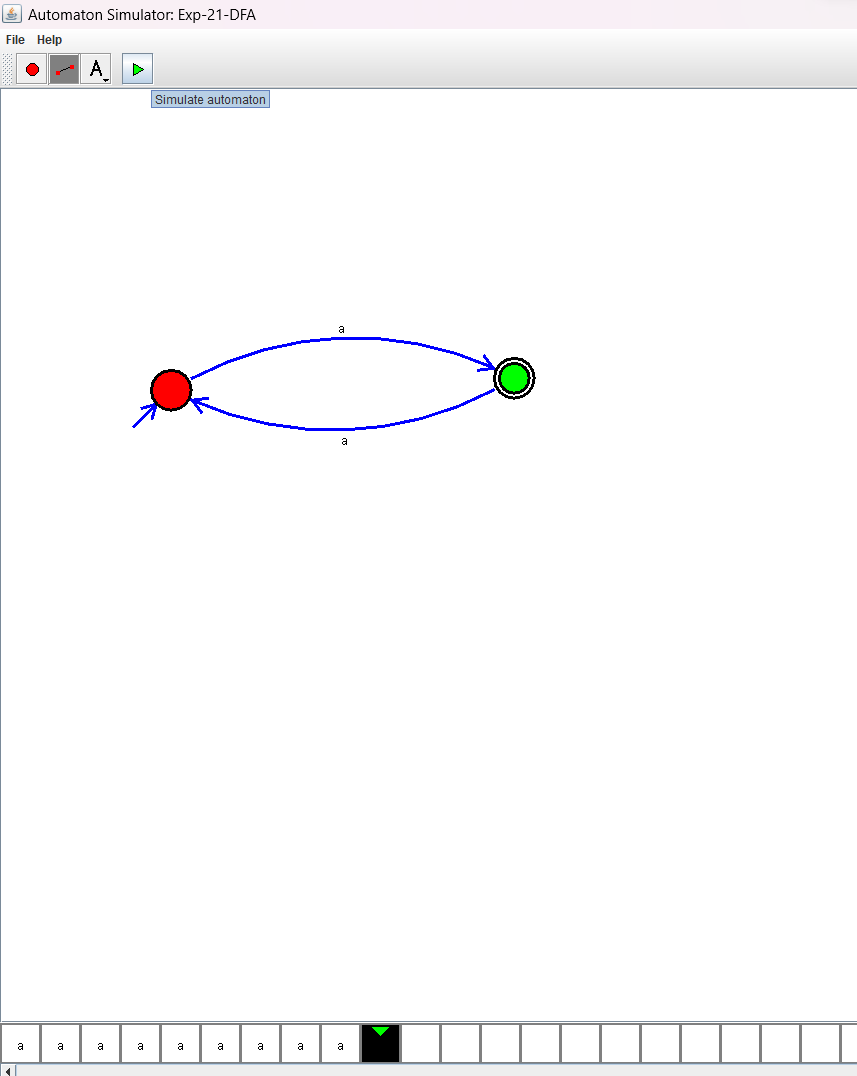 Automaton Simulator: Exp-21-DFA
File Help
A
Simulate automaton
a
a
a a a a a a a a a